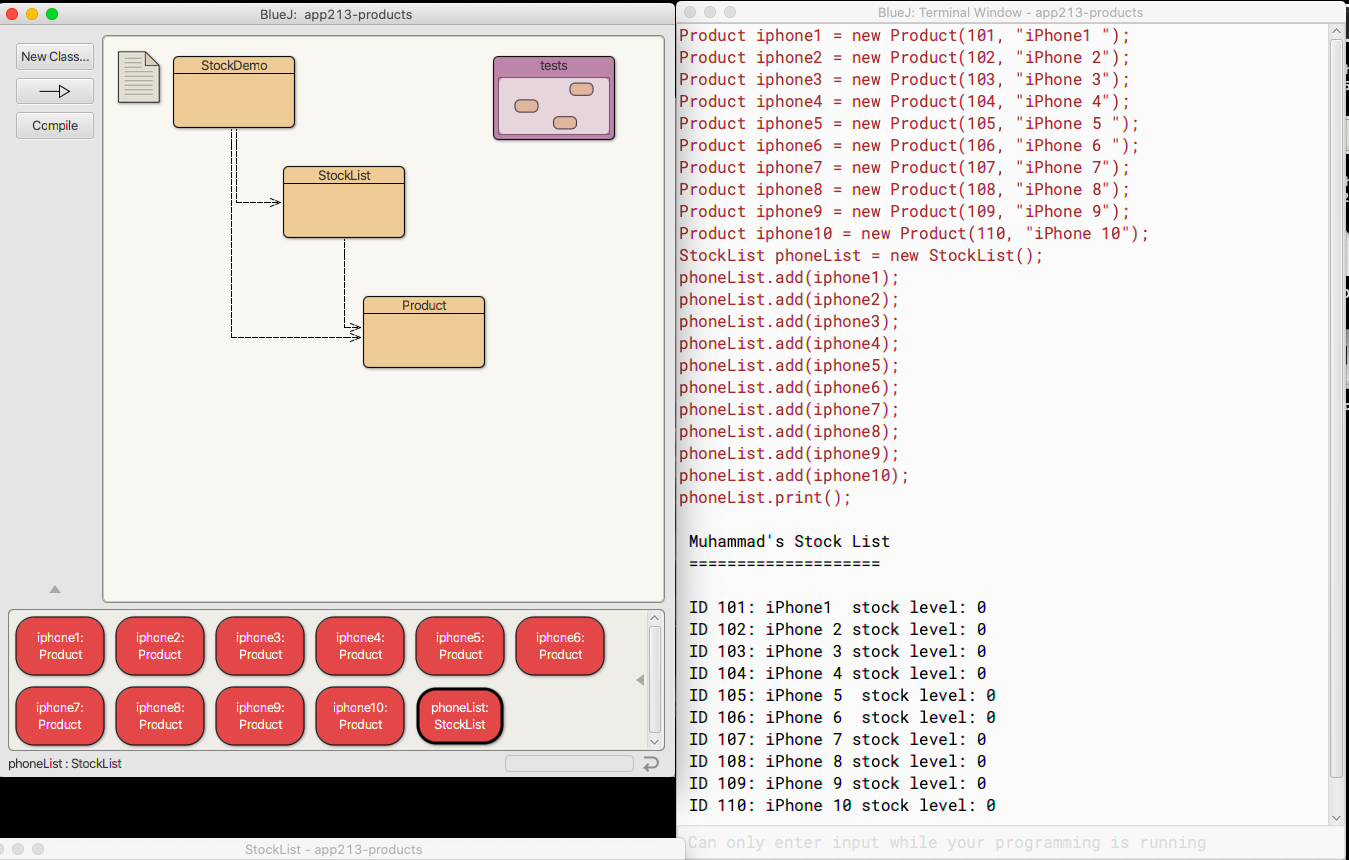 BlueJ: app213-products
New Class...
Compile
StockDemo
tests
StockList
Product
iphone1:
Product
iphone2:
Product
iphone3:
Product
iphone4:
Product
iphone5:
Product
iphone6:
Product
iphone7:
Product
iphone8:
Product
iphone9:
Product
iphone10:
Product
phoneList:
StockList
phoneList : StockList
StockList - app213-products
BlueJ: Terminal Window - app213-products
Product iphone1 = new Product(101, "iPhone1 ");
Product iphone2 = new Product(102, "iPhone 2");
Product iphone3 = new Product(103, "iPhone 3");
Product iphone4 = new Product(104, "iPhone 4");
Product iphone5 = new Product(105, "iPhone 5 ");
Product iphone6 = new Product(106, "iPhone 6 ");
Product iphone7 = new Product(107, "iPhone 7");
Product iphone8 = new Product(108, "iPhone 8");
Product iphone9 = new Product(109, "iPhone 9");
Product iphone10 = new Product(110, "iPhone 10");
StockList phoneList = new StockList();
phoneList.add(iphone1);
phoneList.add(iphone2);
phoneList.add(iphone3);
phoneList.add(iphone4);
phoneList.add(iphone5);
phoneList.add(iphone6);
phoneList.add(iphone7);
phoneList.add(iphone8);
phoneList.add(iphone9);
phoneList.add(iphone10);
phoneList.print();
Muhammad's Stock List
====================
ID 101: iPhone1  stock level: 0
ID 102: iPhone 2 stock level: 0
ID 103: iPhone 3 stock level: 0
ID 104: iPhone 4 stock level: 0
ID 105: iPhone 5  stock level: 0
ID 106: iPhone 6  stock level: 0
ID 107: iPhone 7 stock level: 0
ID 108: iPhone 8 stock level: 0
ID 109: iPhone 9 stock level: 0
ID 110: iPhone 10 stock level: 0
Can only enter input while your programming is running